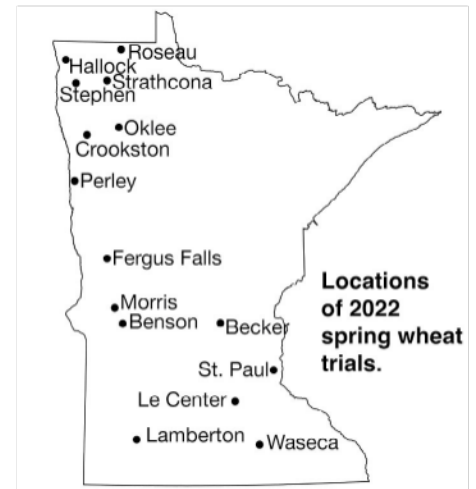 Roseau
Hallock
Strathcona
Stephen
Oklee
Crookston
Perley
Fergus Falls
Locations
of 2022
spring wheat
trials.
Morris
Benson
Becker
St. Paul
Le Center
Lamberton
Waseca